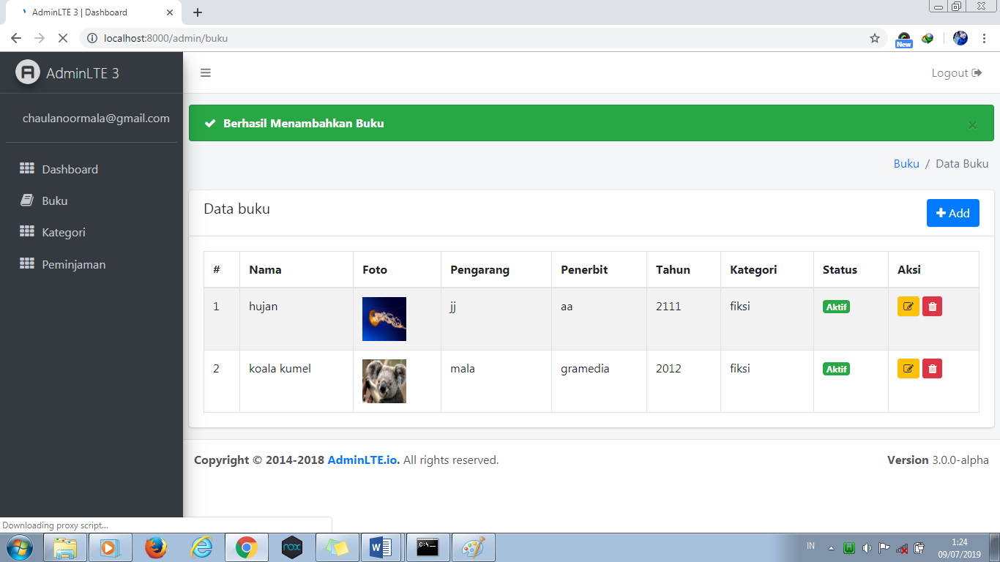 AdminLTE 3 | Dashboard
localhost:8000/admin/buku
New
AdminLTE 3
Logout
chaulanoormala@gmail.com
Berhasil Menambahkan Buku
×
Buku / Data Buku
Dashboard
Buku
Kategori
Peminjaman
Data buku
Add
# Nama Foto Pengarang Penerbit Tahun Kategori Status Aksi
1 hujan jj aa 2111 fiksi Aktif
2 koala kumel mala gramedia 2012 fiksi Aktif
Copyright © 2014-2018 AdminLTE.io. All rights reserved.
Version 3.0.0-alpha
Downloading proxy script...
nox
C:\
IN
1:24
09/07/2019